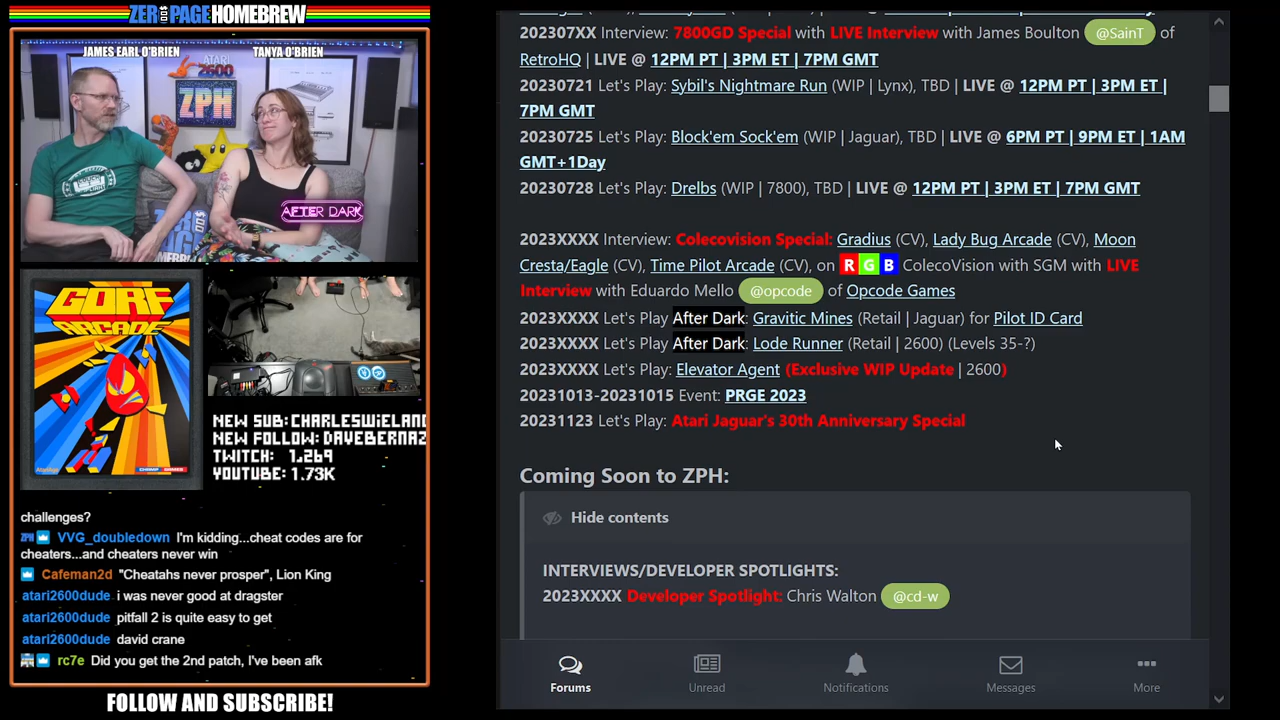 ZER PAGE HOMEBREW
JAMES EARL O'BRIEN
TANYA O'BRIEN
ATARI
2600
ZPH
AFTER DARK
GORF
ARCADE
NEW SUB: CHARLESWIELAN
NEW FOLLOW: DAVEBERNAZ
TWITCH: 1,269
YOUTUBE: 1.73K
challenges?
VVG_doubledown I'm kidding...cheat codes are for
cheaters...and cheaters never win
Cafeman2d "Cheatahs never prosper", Lion King
atari2600dude i was never good at dragster
atari2600dude pitfall 2 is quite easy to get
atari2600dude david crane
rc7e Did you get the 2nd patch, I've been afk
FOLLOW AND SUBSCRIBE!
202307XX Interview: 7800GD Special with LIVE Interview with James Boulton @SainT of
RetroHQ | LIVE @ 12PM PT | 3PM ET | 7PM GMT
20230721 Let's Play: Sybil's Nightmare Run (WIP | Lynx), TBD | LIVE @ 12PM PT | 3PM ET |
7PM GMT
20230725 Let's Play: Block'em Sock'em (WIP | Jaguar), TBD | LIVE @ 6PM PT | 9PM ET | 1AM
GMT+1Day
20230728 Let's Play: Drelbs (WIP | 7800), TBD | LIVE @ 12PM PT | 3PM ET | 7PM GMT
2023XXXX Interview: Colecovision Special: Gradius (CV), Lady Bug Arcade (CV), Moon
Cresta/Eagle (CV), Time Pilot Arcade (CV), on R G B ColecoVision with SGM with LIVE
Interview with Eduardo Mello @opcode of Opcode Games
2023XXXX Let's Play After Dark: Gravitic Mines (Retail | Jaguar) for Pilot ID Card
2023XXXX Let's Play After Dark: Lode Runner (Retail | 2600) (Levels 35-?)
2023XXXX Let's Play: Elevator Agent (Exclusive WIP Update | 2600)
20231013-20231015 Event: PRGE 2023
20231123 Let's Play: Atari Jaguar's 30th Anniversary Special
Coming Soon to ZPH:
Hide contents
INTERVIEWS/DEVELOPER SPOTLIGHTS:
2023XXXX Developer Spotlight: Chris Walton @cd-w
Forums
Unread
Notifications
Messages
More